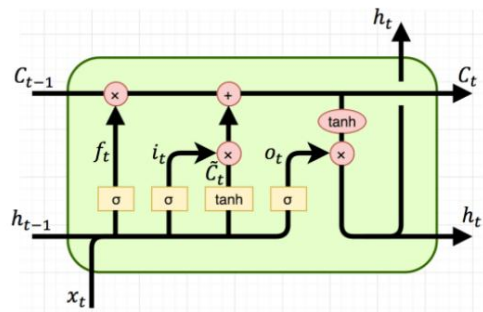 h_t
C_{t-1} × + C_t
tanh
f_t i_t × o_t ×
C̃_t
σ σ tanh σ
h_{t-1} h_t
x_t